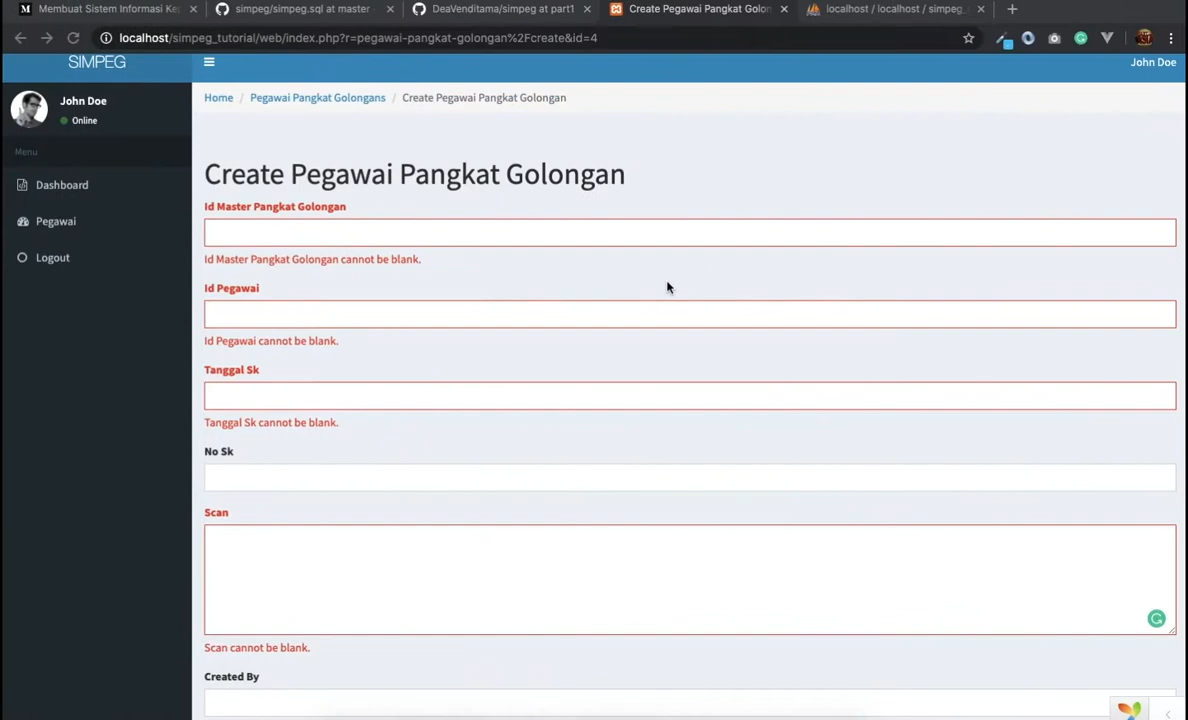 Membuat Sistem Informasi Ke
simpeg/simpeg.sql at master
DeaVenditama/simpeg at part1
Create Pegawai Pangkat Golon
localhost / localhost / simpeg_
localhost/simpeg_tutorial/web/index.php?r=pegawai-pangkat-golongan%2Fcreate&id=4
SIMPEG
John Doe
John Doe
Online
Menu
Dashboard
Pegawai
Logout
Home / Pegawai Pangkat Golongans / Create Pegawai Pangkat Golongan
Create Pegawai Pangkat Golongan
Id Master Pangkat Golongan
Id Master Pangkat Golongan cannot be blank.
Id Pegawai
Id Pegawai cannot be blank.
Tanggal Sk
Tanggal Sk cannot be blank.
No Sk
Scan
Scan cannot be blank.
Created By